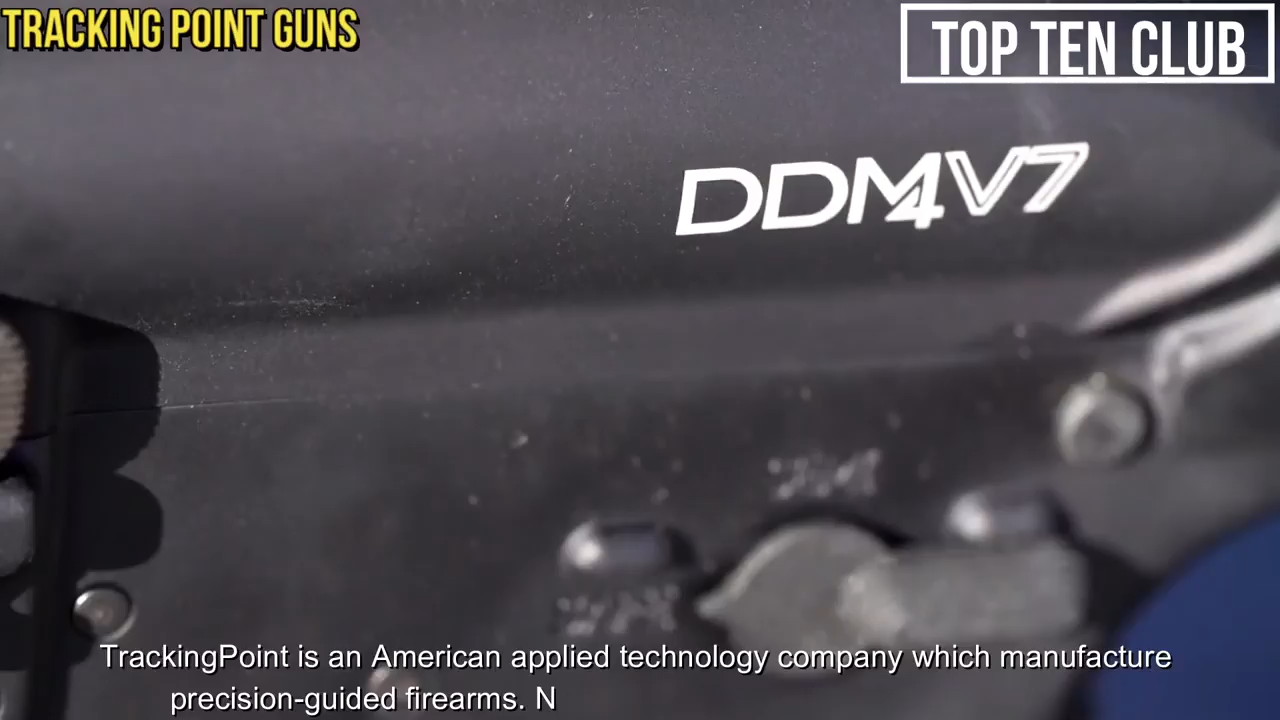 TRACKING POINT GUNS
TOP TEN CLUB
DDM4V7
TrackingPoint is an American applied technology company which manufacture
precision-guided firearms. N